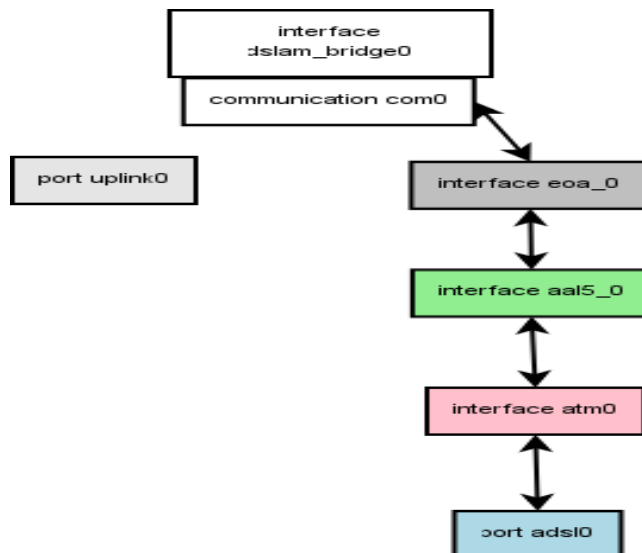 interface
dslam_bridge0
communication com0
port uplink0
interface eoa_0
interface aal5_0
interface atm0
port adsl0